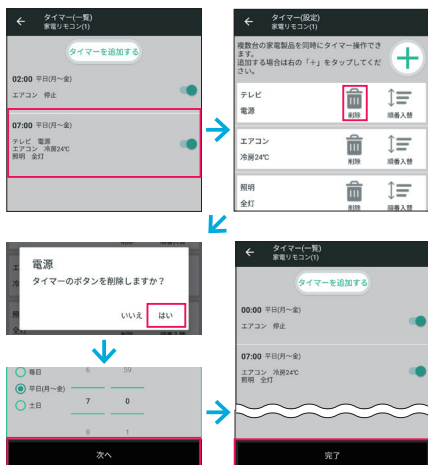 タイマー(一覧)
家電リモコン(1)
タイマーを追加する
02:00 平日(月〜金)
エアコン 停止
07:00 平日(月〜金)
テレビ 電源
エアコン 冷房24℃
照明 全灯
タイマー(設定)
家電リモコン(1)
複数台の家電製品を同時にタイマー操作でき
ます。
追加する場合は右の「+」をタップしてくだ
さい。
テレビ
電源
削除
順番入替
エアコン
冷房24℃
削除
順番入替
照明
全灯
削除
順番入替
電源
タイマーのボタンを削除しますか？
いいえ
はい
毎日
6
59
平日(月〜金)
7
0
土日
8
1
次へ
タイマー(一覧)
家電リモコン(1)
タイマーを追加する
00:00 平日(月〜金)
エアコン 停止
07:00 平日(月〜金)
エアコン 冷房24℃
照明 全灯
完了